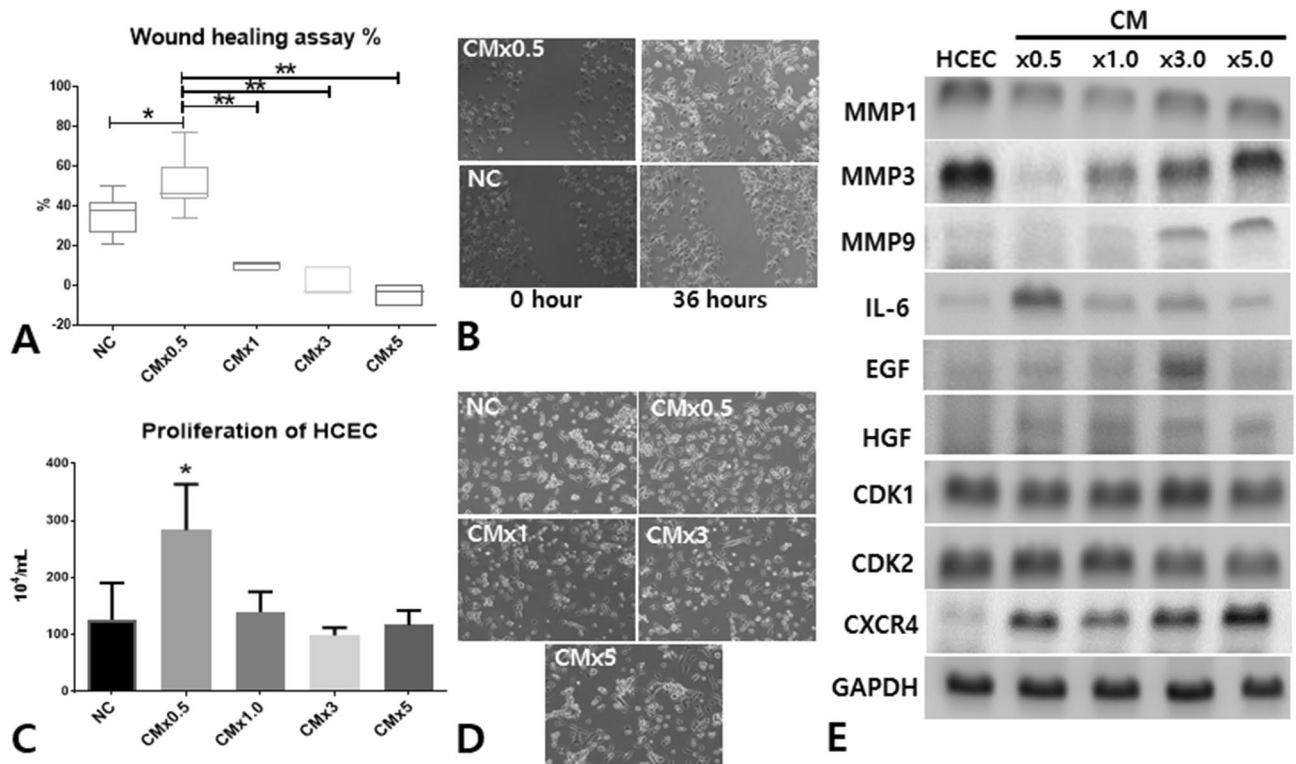 Wound healing assay %
**
**
**
*
100
80
60
40
20
0
-20
%
NC
CMx0.5
CMx1
CMx3
CMx5
A
CMx0.5
NC
0 hour
36 hours
B
Proliferation of HCEC
*
400
300
200
100
0
10⁴/mL
NC
CMx0.5
CMx1.0
CMx3
CMx5
C
NC
CMx0.5
CMx1
CMx3
CMx5
D
CM
HCEC x0.5 x1.0 x3.0 x5.0
MMP1
MMP3
MMP9
IL-6
EGF
HGF
CDK1
CDK2
CXCR4
GAPDH
E